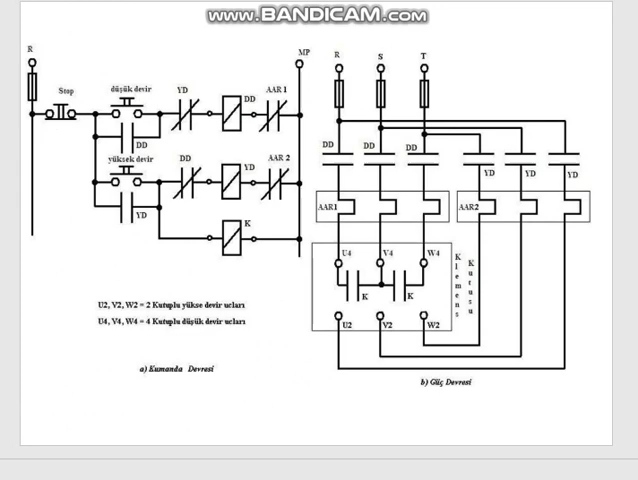 www.BANDICAM.com
R
Stop
düşük devir
YD
DD
AAR 1
MP
DD
yüksek devir
DD
YD
AAR 2
YD
K
U2, V2, W2 = 2 Kutuplu yükse devir ucları
U4, V4, W4 = 4 Kutuplu düşük devir ucları
a) Kumanda Devresi
R S T
DD DD DD
YD YD YD
AAR1 AAR2
U4 V4 W4
K K
U2 V2 W2
Klemens
Kutusu
b) Güç Devresi